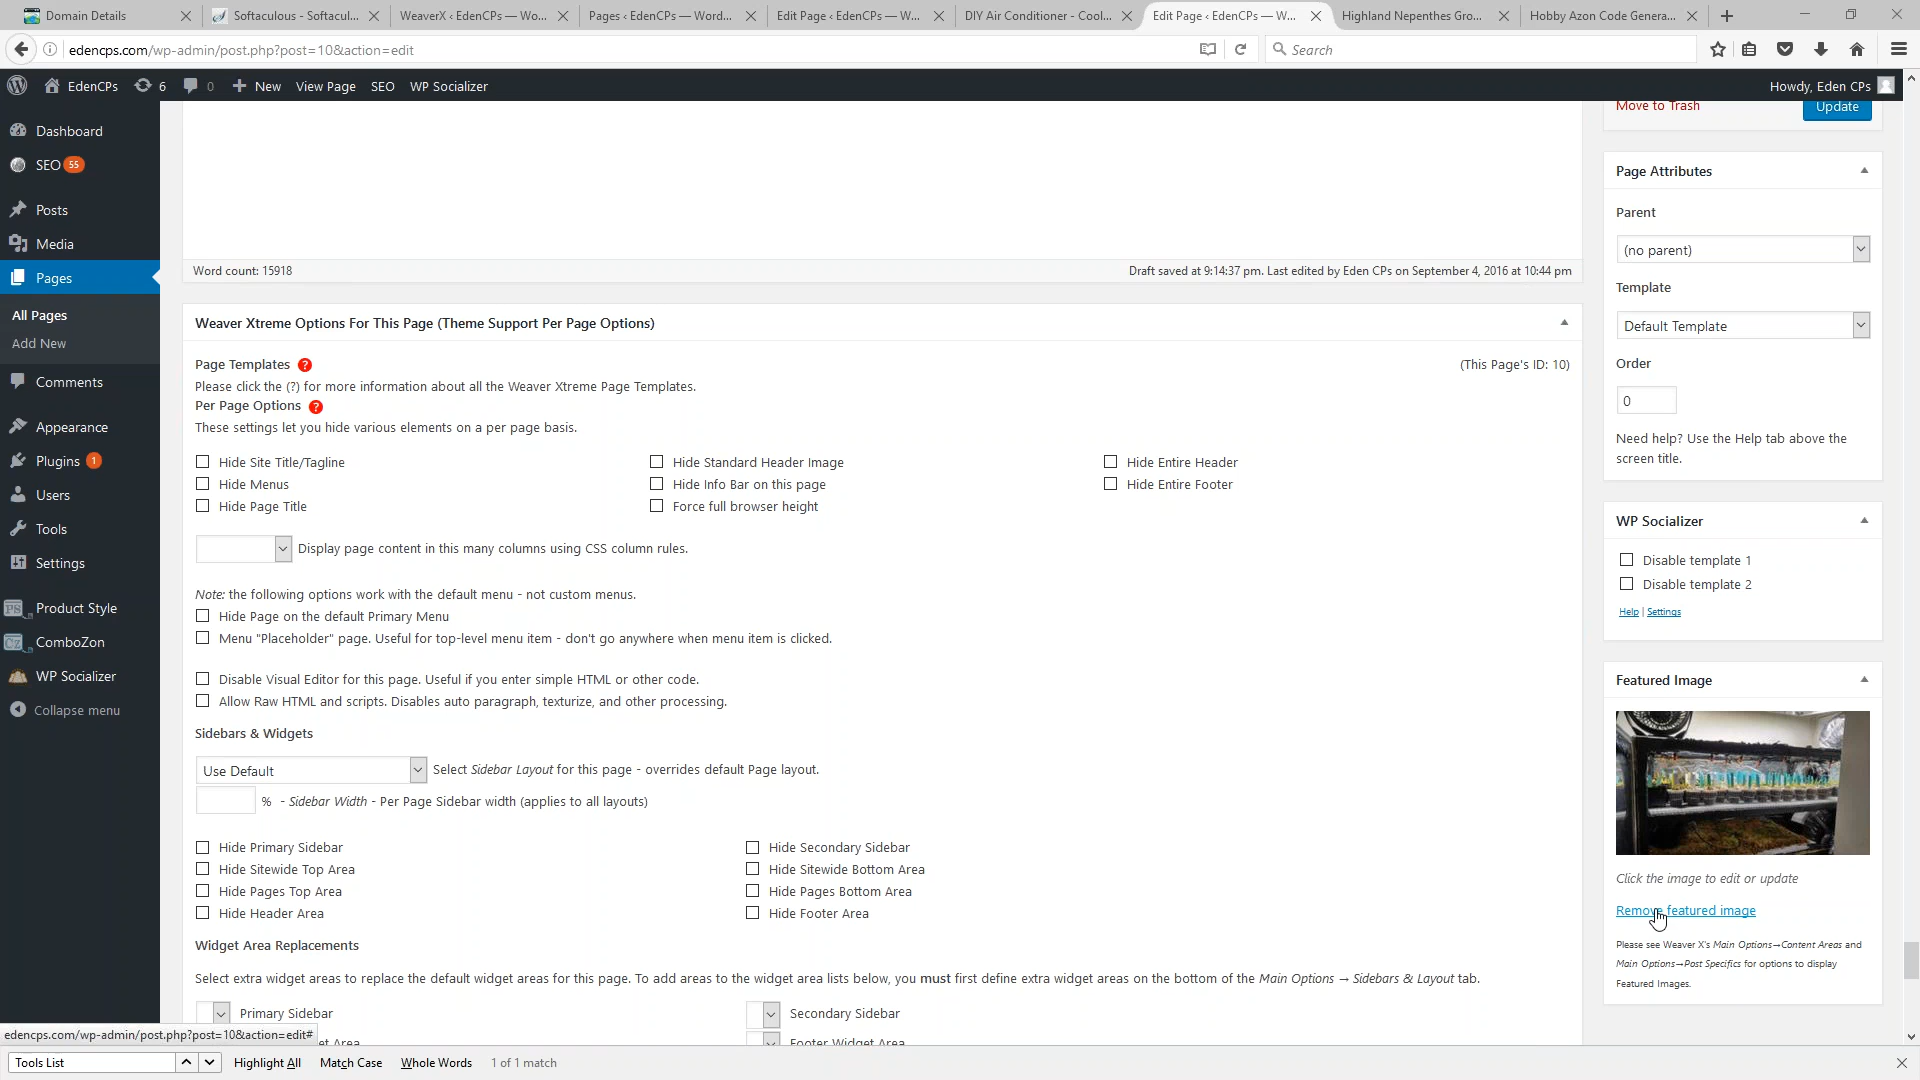 Domain Details
Softaculous - Softacul...
WeaverX ‹ EdenCPs — Wo...
Pages ‹ EdenCPs — Word...
Edit Page ‹ EdenCPs — W...
DIY Air Conditioner - Cool...
Edit Page ‹ EdenCPs — W...
Highland Nepenthes Gro...
Hobby Azon Code Genera...
edencps.com/wp-admin/post.php?post=10&action=edit
Search
EdenCPs
6
0
New
View Page
SEO
WP Socializer
Howdy, Eden CPs
Dashboard
SEO 55
Posts
Media
Pages
All Pages
Add New
Comments
Appearance
Plugins 1
Users
Tools
Settings
Product Style
ComboZon
WP Socializer
Collapse menu
Word count: 15918
Draft saved at 9:14:37 pm. Last edited by Eden CPs on September 4, 2016 at 10:44 pm
Weaver Xtreme Options For This Page (Theme Support Per Page Options)
Page Templates ?
(This Page's ID: 10)
Please click the (?) for more information about all the Weaver Xtreme Page Templates.
Per Page Options ?
These settings let you hide various elements on a per page basis.
Hide Site Title/Tagline
Hide Standard Header Image
Hide Entire Header
Hide Menus
Hide Info Bar on this page
Hide Entire Footer
Hide Page Title
Force full browser height
Display page content in this many columns using CSS column rules.
Note: the following options work with the default menu - not custom menus.
Hide Page on the default Primary Menu
Menu "Placeholder" page. Useful for top-level menu item - don't go anywhere when menu item is clicked.
Disable Visual Editor for this page. Useful if you enter simple HTML or other code.
Allow Raw HTML and scripts. Disables auto paragraph, texturize, and other processing.
Sidebars & Widgets
Use Default
Select Sidebar Layout for this page - overrides default Page layout.
% - Sidebar Width - Per Page Sidebar width (applies to all layouts)
Hide Primary Sidebar
Hide Secondary Sidebar
Hide Sitewide Top Area
Hide Sitewide Bottom Area
Hide Pages Top Area
Hide Pages Bottom Area
Hide Header Area
Hide Footer Area
Widget Area Replacements
Select extra widget areas to replace the default widget areas for this page. To add areas to the widget area lists below, you must first define extra widget areas on the bottom of the Main Options → Sidebars & Layout tab.
Primary Sidebar
Secondary Sidebar
et Area
Footer Widget Area
Move to Trash
Update
Page Attributes
Parent
(no parent)
Template
Default Template
Order
0
Need help? Use the Help tab above the
screen title.
WP Socializer
Disable template 1
Disable template 2
Help | Settings
Featured Image
Click the image to edit or update
Remove featured image
Please see Weaver X's Main Options→Content Areas and
Main Options→Post Specifics for options to display
Featured Images.
edencps.com/wp-admin/post.php?post=10&action=edit#
Tools List
Highlight All
Match Case
Whole Words
1 of 1 match